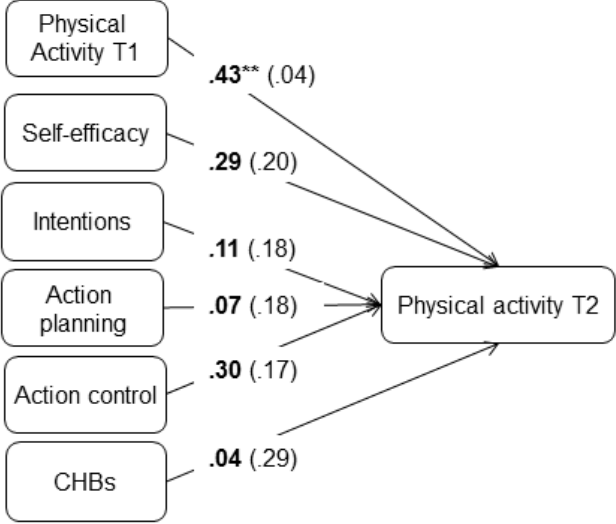 Physical
Activity T1
.43** (.04)
Self-efficacy
.29 (.20)
Intentions
.11 (.18)
Action
planning
.07 (.18)
Physical activity T2
Action control
.30 (.17)
CHBs
.04 (.29)